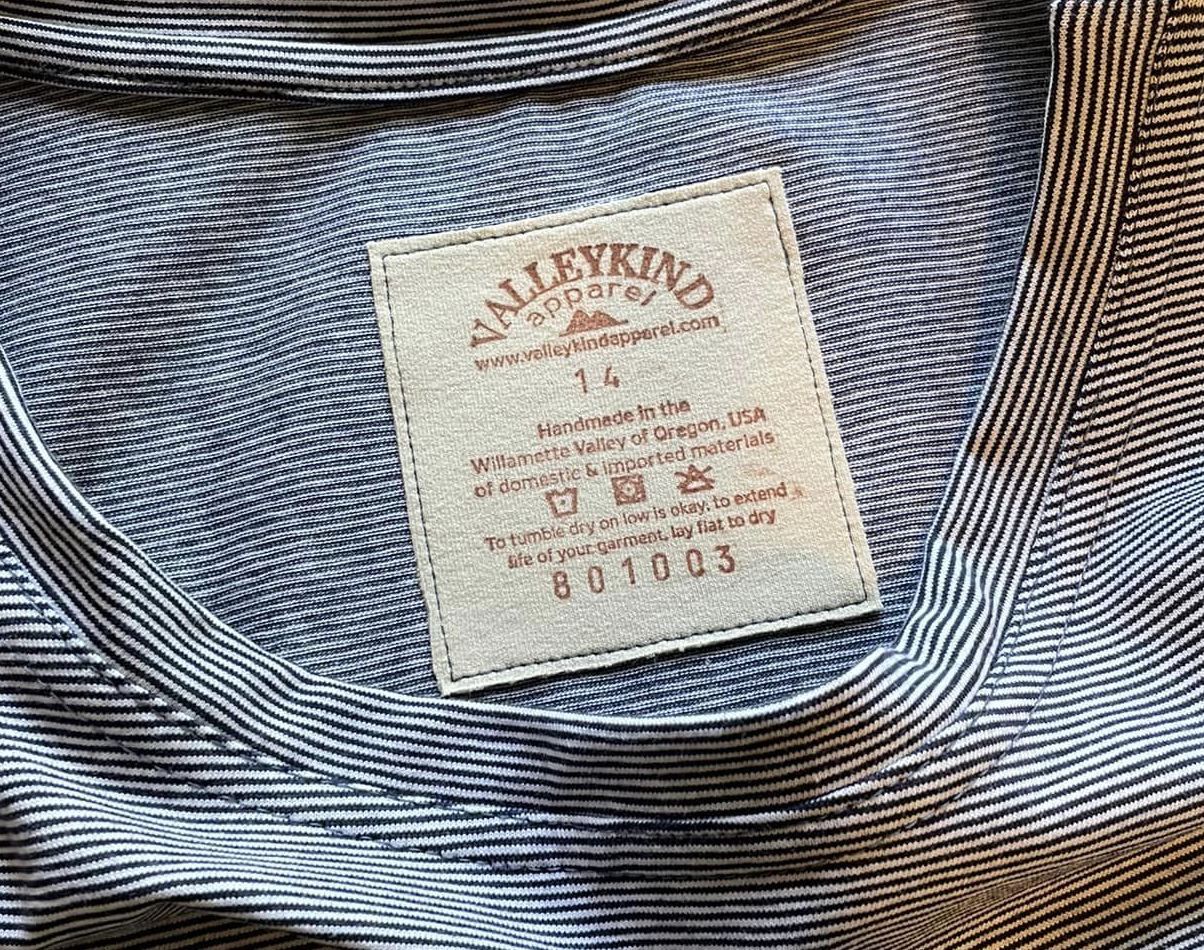 VALLEYKIND
apparel
www.valleykindapparel.com
14
Handmade in the
Willamette Valley of Oregon, USA
of domestic & imported materials
To tumble dry on low is okay; to extend
life of your garment, lay flat to dry
801003